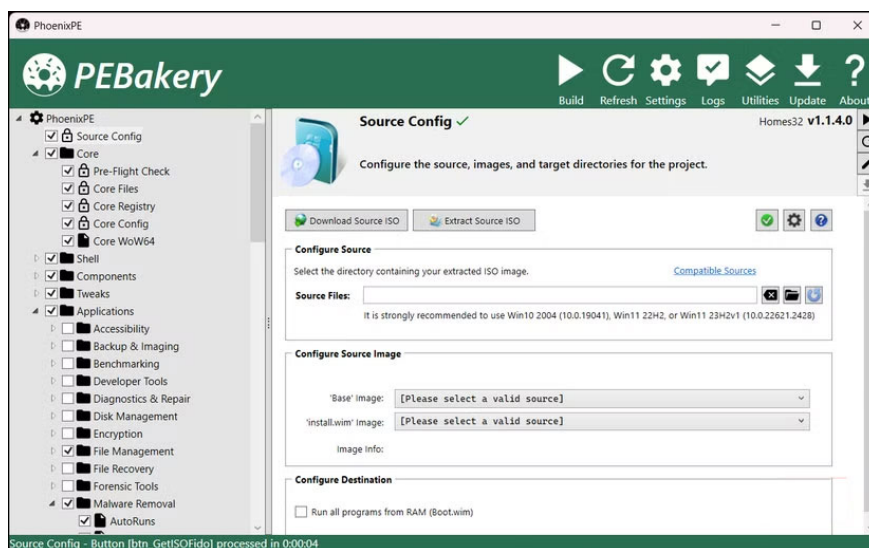 PhoenixPE
PEBakery
Build Refresh Settings Logs Utilities Update About
PhoenixPE
Source Config
Core
Pre-Flight Check
Core Files
Core Registry
Core Config
Core WoW64
Shell
Components
Tweaks
Applications
Accessibility
Backup & Imaging
Benchmarking
Developer Tools
Diagnostics & Repair
Disk Management
Encryption
File Management
File Recovery
Forensic Tools
Malware Removal
AutoRuns
Source Config
Homes32 v1.1.4.0
Configure the source, images, and target directories for the project.
Download Source ISO Extract Source ISO
Configure Source
Select the directory containing your extracted ISO image. Compatible Sources
Source Files:
It is strongly recommended to use Win10 2004 (10.0.19041), Win11 22H2, or Win11 23H2v1 (10.0.22621.2428)
Configure Source Image
'Base' Image: [Please select a valid source]
'install.wim' Image: [Please select a valid source]
Image Info:
Configure Destination
Run all programs from RAM (Boot.wim)
Source Config - Button [btn_GetISOFido] processed in 0:00:04